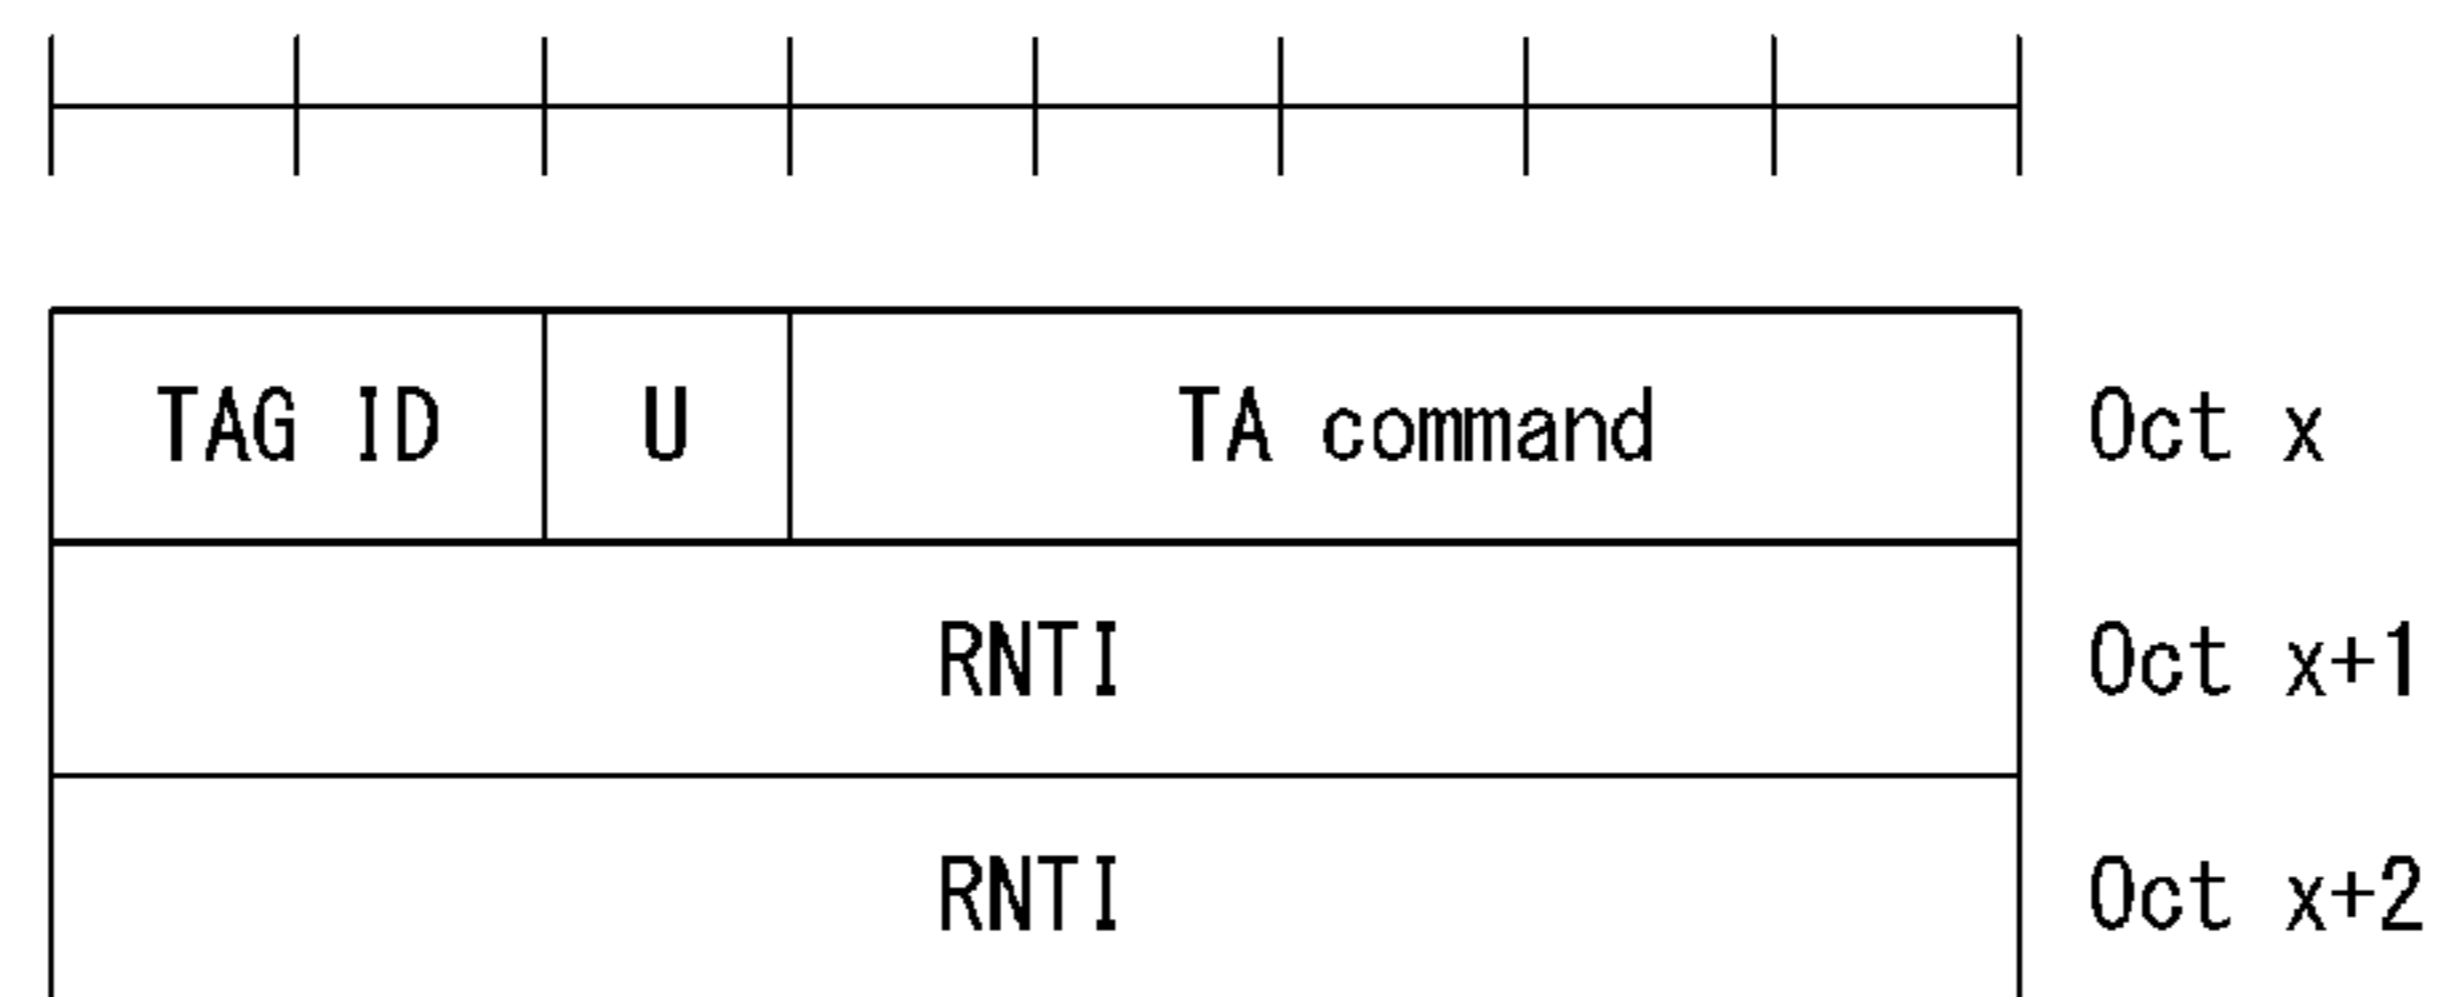 TAG ID U TA command Oct x
RNTI Oct x+1
RNTI Oct x+2